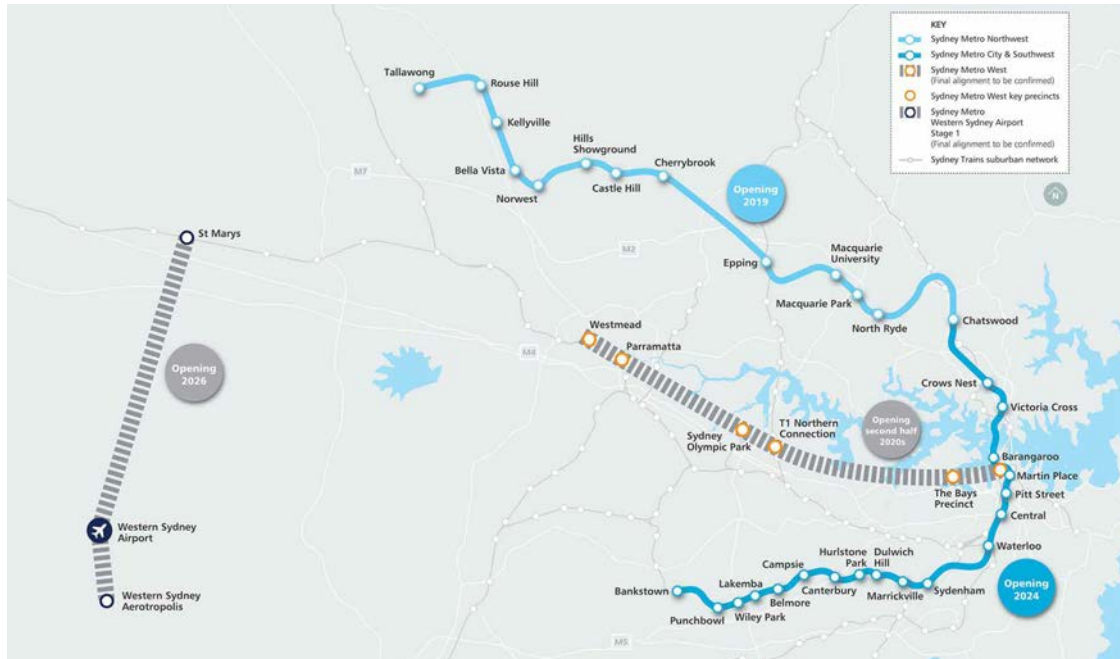 KEY
Sydney Metro Northwest
Sydney Metro City & Southwest
Sydney Metro West
(Final alignment to be confirmed)
Sydney Metro West key precincts
Sydney Metro
Western Sydney Airport
Stage 1
(Final alignment to be confirmed)
Sydney Trains suburban network
N
Tallawong
Rouse Hill
Kellyville
Hills
Showground
Cherrybrook
Bella Vista
Castle Hill
Norwest
M7
Opening
2019
St Marys
M2
Macquarie
University
Epping
Macquarie Park
North Ryde
Chatswood
Westmead
M4
Parramatta
Opening
2026
Crows Nest
Victoria Cross
T1 Northern
Connection
Opening
second half
2020s
Sydney
Olympic Park
Barangaroo
Martin Place
The Bays
Precinct
Pitt Street
Central
Western Sydney
Airport
Waterloo
Hurlstone
Park
Dulwich
Hill
Campsie
Lakemba
Bankstown
Canterbury
Belmore
Marrickville
Sydenham
Punchbowl
Wiley Park
Opening
2024
Western Sydney
Aerotropolis
M5